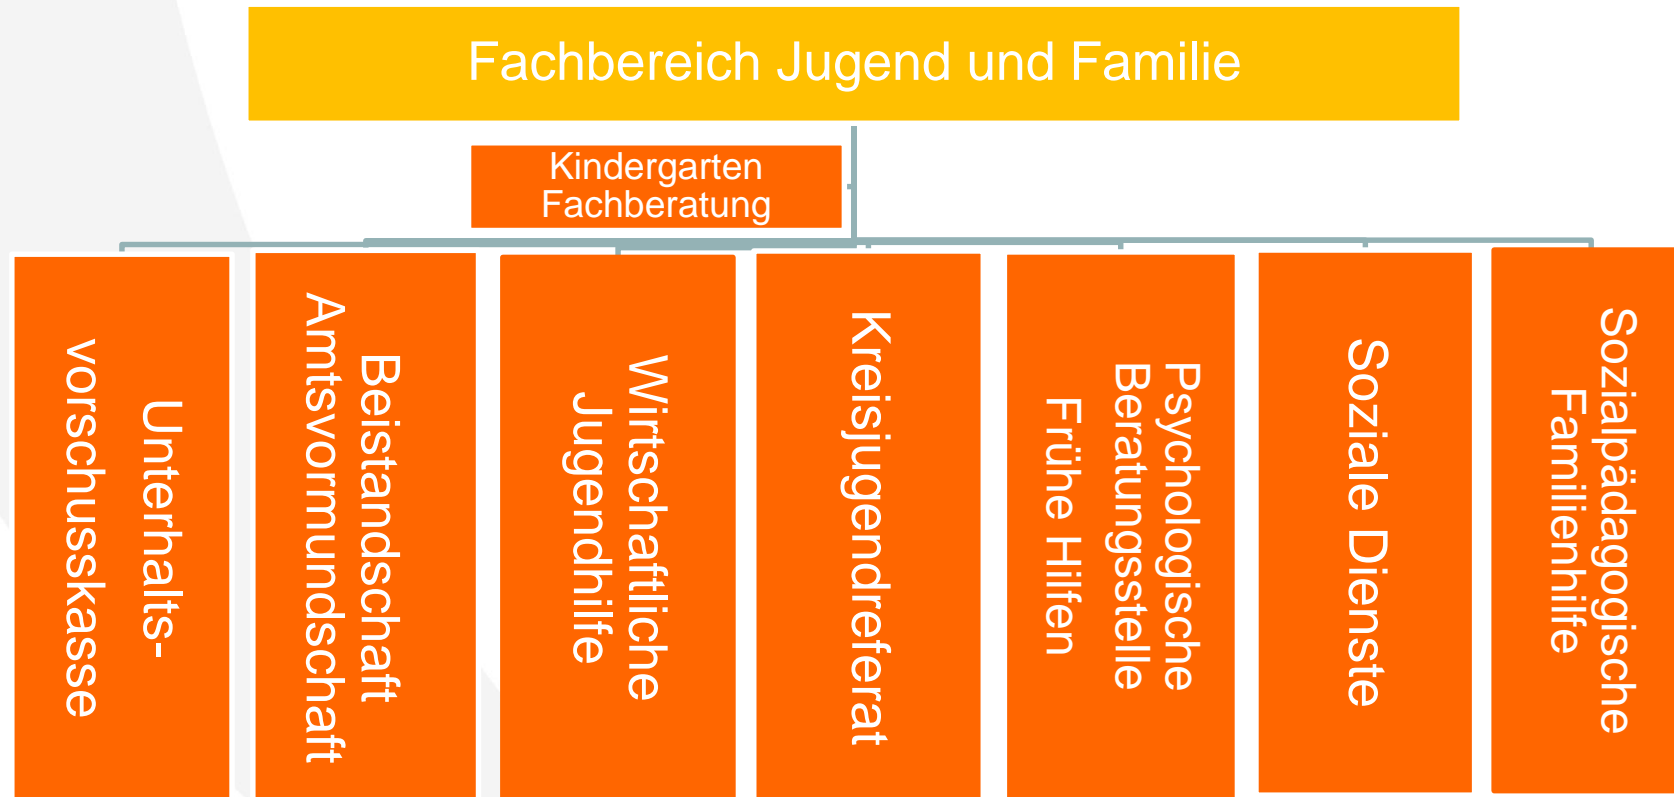 Fachbereich Jugend und Familie
Kindergarten
Fachberatung
Unterhalts-
vorschusskasse
Beistandschaft
Amtsvormundschaft
Wirtschaftliche
Jugendhilfe
Kreisjugendreferat
Psychologische
Beratungsstelle
Frühe Hilfen
Soziale Dienste
Sozialpädagogische
Familienhilfe